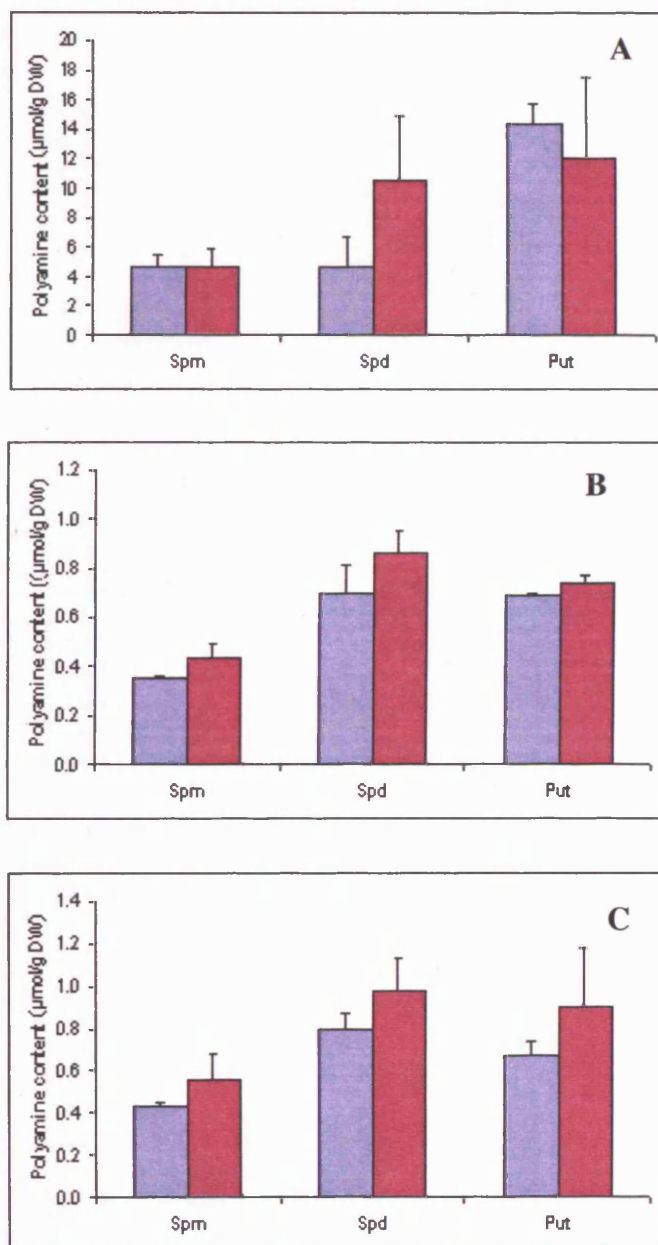 A
Polyamine content (µmol/g DW)
20
18
16
14
12
10
8
6
4
2
0
Spm
Spd
Put
B
Polyamine content ((µmol/g DW)
1.2
1.0
0.8
0.6
0.4
0.2
0.0
Spm
Spd
Put
C
Polyamine content (µmol/g DW)
1.4
1.2
1.0
0.8
0.6
0.4
0.2
0.0
Spm
Spd
Put